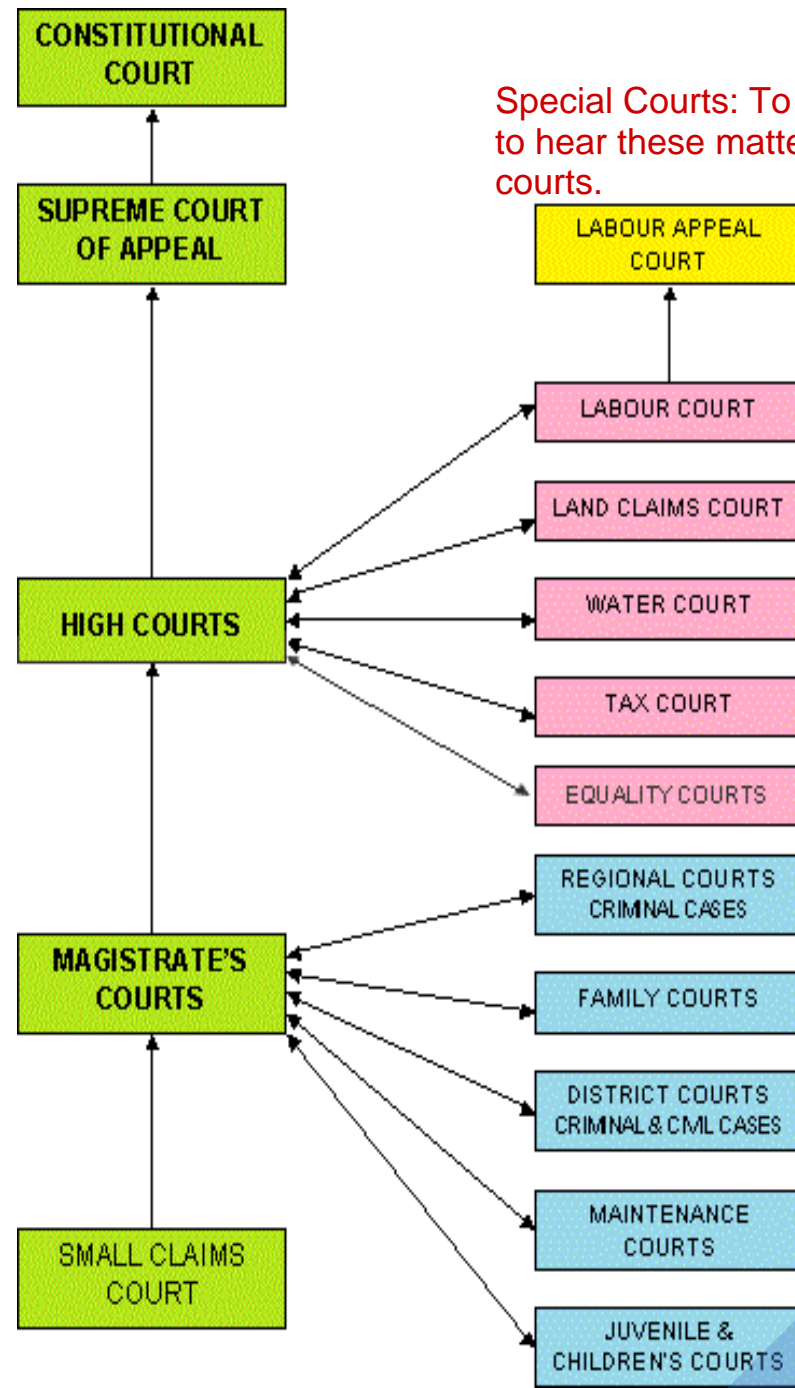 CONSTITUTIONAL
COURT
Special Courts: To
to hear these matte
courts.
SUPREME COURT
OF APPEAL
LABOUR APPEAL
COURT
LABOUR COURT
LAND CLAIMS COURT
HIGH COURTS
WATER COURT
TAX COURT
EQUALITY COURTS
REGIONAL COURTS
CRIMINAL CASES
MAGISTRATE'S
COURTS
FAMILY COURTS
DISTRICT COURTS
CRIMINAL & CIVIL CASES
MAINTENANCE
COURTS
SMALL CLAIMS
COURT
JUVENILE &
CHILDREN'S COURTS